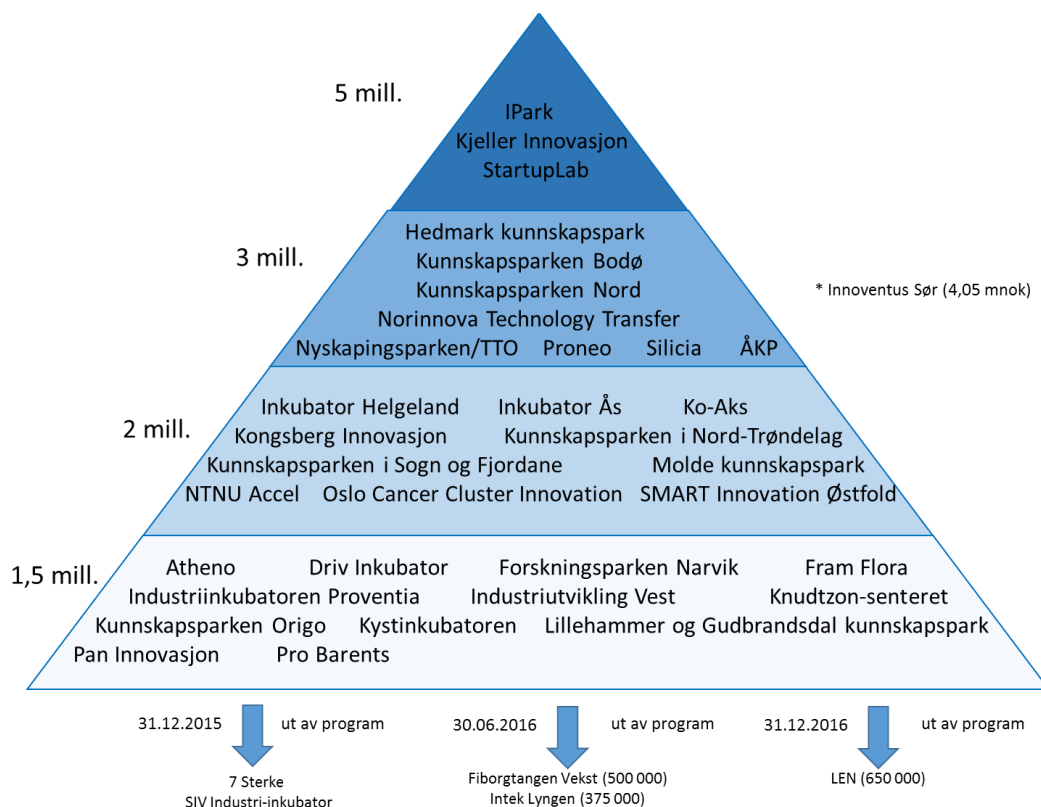 5 mill.
IPark
Kjeller Innovasjon
StartupLab
3 mill.
Hedmark kunnskapspark
Kunnskapsparken Bodø
Kunnskapsparken Nord
Norinnova Technology Transfer
Nyskapingsparken/TTO Proneo Silicia ÅKP
* Innoventus Sør (4,05 mnok)
2 mill.
Inkubator Helgeland Inkubator Ås Ko-Aks
Kongsberg Innovasjon Kunnskapsparken i Nord-Trøndelag
Kunnskapsparken i Sogn og Fjordane Molde kunnskapspark
NTNU Accel Oslo Cancer Cluster Innovation SMART Innovation Østfold
1,5 mill.
Atheno Driv Inkubator Forskningsparken Narvik Fram Flora
Industriinkubatoren Proventia Industriutvikling Vest Knudtzon-senteret
Kunnskapsparken Origo Kystinkubatoren Lillehammer og Gudbrandsdal kunnskapspark
Pan Innovasjon Pro Barents
31.12.2015 ut av program
7 Sterke
SIV Industri-inkubator
30.06.2016 ut av program
Fiborgtangen Vekst (500 000)
Intek Lyngen (375 000)
31.12.2016 ut av program
LEN (650 000)